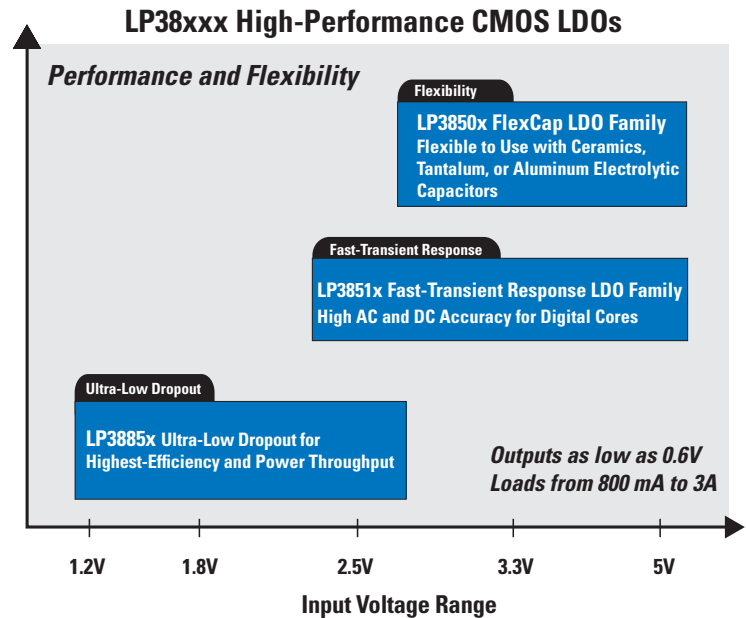 LP38xxx High-Performance CMOS LDOs
Performance and Flexibility
Flexibility
LP3850x FlexCap LDO Family
Flexible to Use with Ceramics,
Tantalum, or Aluminum Electrolytic
Capacitors
Fast-Transient Response
LP3851x Fast-Transient Response LDO Family
High AC and DC Accuracy for Digital Cores
Ultra-Low Dropout
LP3885x Ultra-Low Dropout for
Highest-Efficiency and Power Throughput
Outputs as low as 0.6V
Loads from 800 mA to 3A
1.2V 1.8V 2.5V 3.3V 5V
Input Voltage Range